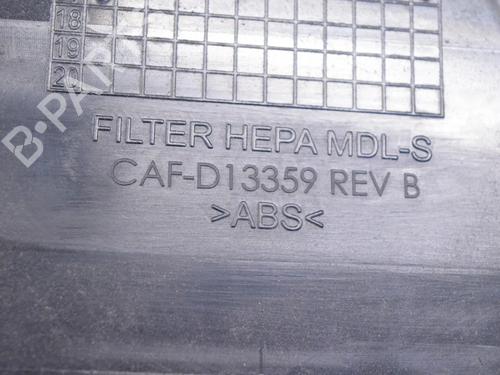 18
19
20
B-PARTS
FILTER HEPA MDL-S
CAF-D13359 REV B
>ABS<